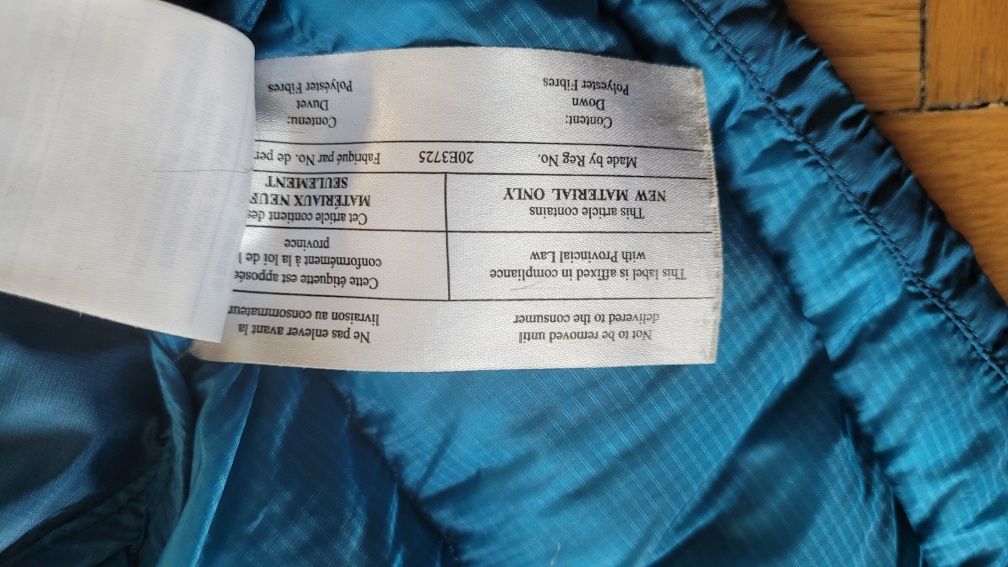 Not to be removed until
delivered to the consumer
Ne pas enlever avant la
livraison au consommateur
This label is affixed in compliance
with Provincial Law
Cette étiquette est apposée
conformément à la loi de
province
This article contains
NEW MATERIAL ONLY
Cet article contient des
MATÉRIAUX NEUF
SEULEMENT
Made by Reg No. 20E3725 Fabriqué par No. de per
Content:
Down
Polyester Fibres
Contenu:
Duvet
Polyéster Fibres